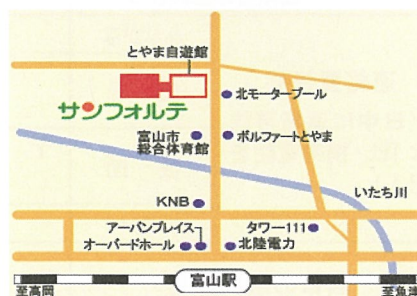 とやま自遊館
北モータープール
サンフォルテ
富山市
総合体育館
ボルファートとやま
いたち川
KNB
アーバンプレイス
タワー111
オーバードホール
北陸電力
富山駅
至高岡
至魚津